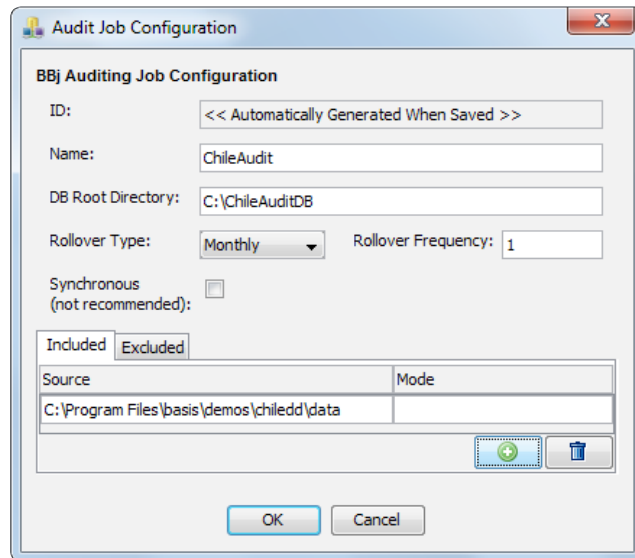 Audit Job Configuration
BBj Auditing Job Configuration
ID: << Automatically Generated When Saved >>
Name: ChileAudit
DB Root Directory: C:\ChileAuditDB
Rollover Type: Monthly Rollover Frequency: 1
Synchronous
(not recommended):
Included Excluded
Source Mode
C:\Program Files\basis\demos\chiledd\data
OK Cancel